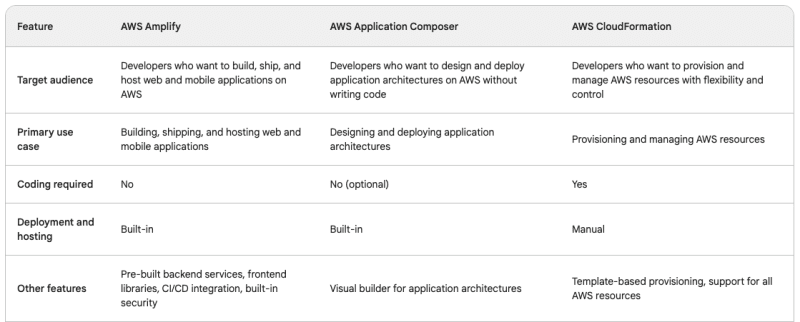 Feature AWS Amplify AWS Application Composer AWS CloudFormation
Target audience
Developers who want to build, ship, and
host web and mobile applications on
AWS
Developers who want to design and deploy
application architectures on AWS without
writing code
Developers who want to provision and
manage AWS resources with flexibility and
control
Primary use
case
Building, shipping, and hosting web and
mobile applications
Designing and deploying application
architectures
Provisioning and managing AWS resources
Coding required No No (optional) Yes
Deployment and
hosting
Built-in
Built-in
Manual
Other features
Pre-built backend services, frontend
libraries, CI/CD integration, built-in
security
Visual builder for application architectures
Template-based provisioning, support for all
AWS resources